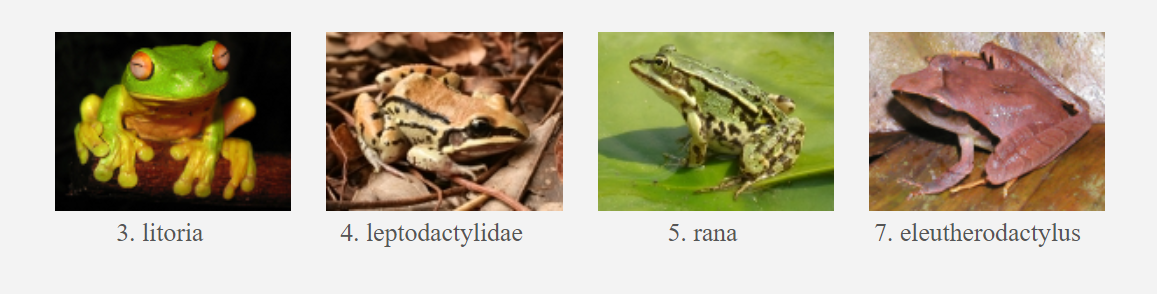 3. litoria
4. leptodactylidae
5. rana
7. eleutherodactylus